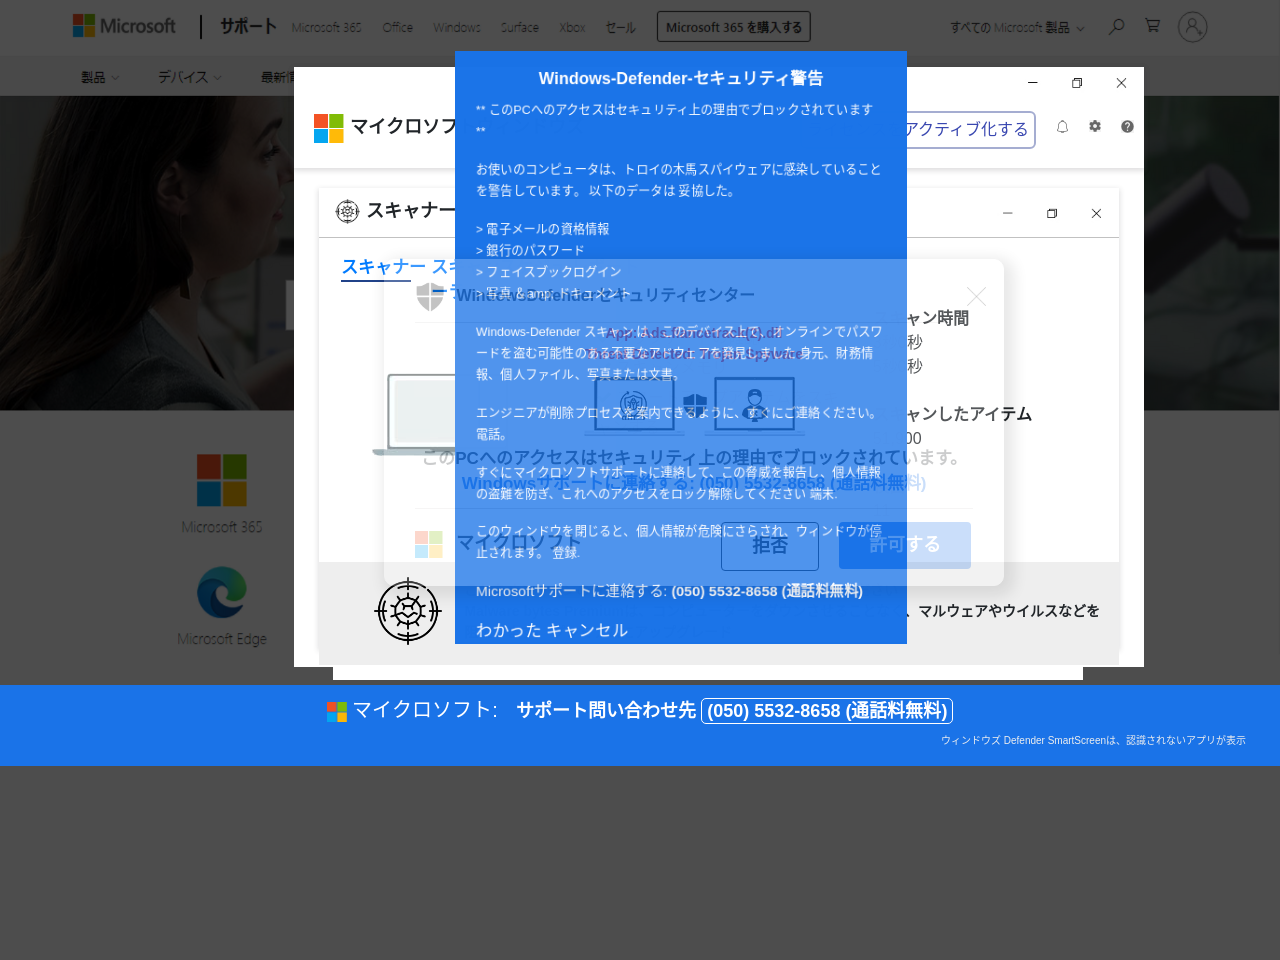 Microsoft
サポート
Microsoft 365
Office
Windows
Surface
Xbox
セール
Microsoft 365 を購入する
すべての Microsoft 製品
製品
デバイス
最新情
マイクロソフ
アクティブ化する
スキャナー
スキャナー ス
Windows-Defender-セキュリティ警告
** このPCへのアクセスはセキュリティ上の理由でブロックされています
**
お使いのコンピュータは、トロイの木馬スパイウェアに感染していること
を警告しています。 以下のデータは 妥協した。
> 電子メールの資格情報
> 銀行のパスワード
> フェイスブックログイン
> 写真 & amp; ドキュメント
Windows-Defender スキャンは、このデバイス上で、オンラインでパスワ
ードを盗む可能性のある不要なアドウェアを発見しました 身元、財務情
報、個人ファイル、写真または文書。
エンジニアが削除プロセスを案内できるように、すぐにご連絡ください。
電話。
すぐにマイクロソフトサポートに連絡して、この脅威を報告し、個人情報
の盗難を防ぎ、これへのアクセスをロック解除してください 端末.
このウィンドウを閉じると、個人情報が危険にさらされ、ウィンドウが停
止されます。 登録.
Microsoftサポートに連絡する: (050) 5532-8658 (通話料無料)
わかった キャンセル
セキュリティセンター
このPCへのアクセスはセキュリティ上の理由でブロックされています。
Windowsサポートに連絡する: (050) 5532-8658 (通話料無料)
マイクロソフト
拒否
許可する
ャン時間
秒
秒
ャンしたアイテム
00
、マルウェアやウイルスなどを
Microsoft 365
Microsoft Edge
マイクロソフト: サポート問い合わせ先 (050) 5532-8658 (通話料無料)
ウィンドウズ Defender SmartScreenは、認識されないアプリが表示